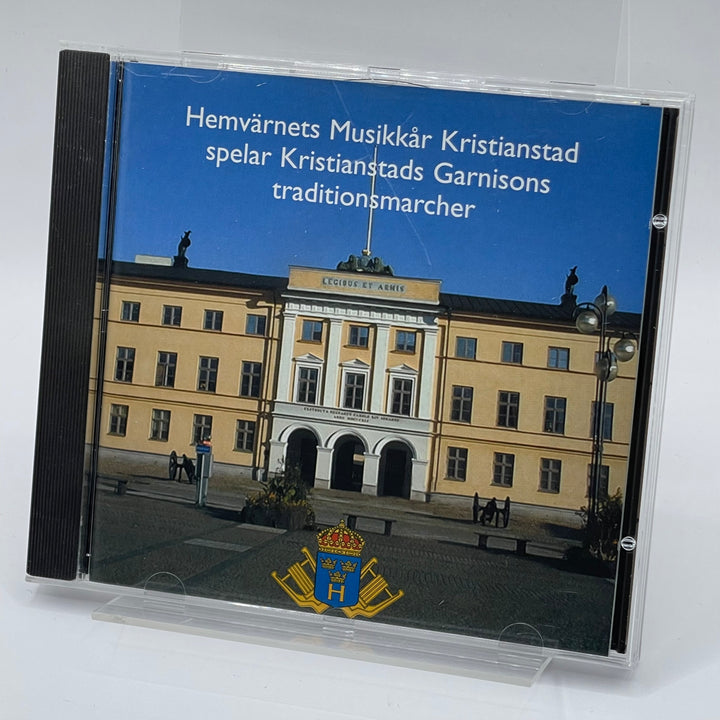 Hemvärnets Musikkår Kristianstad
spelar Kristianstads Garnisons
traditionsmarcher
LEGIBUS ET ARMIS
H